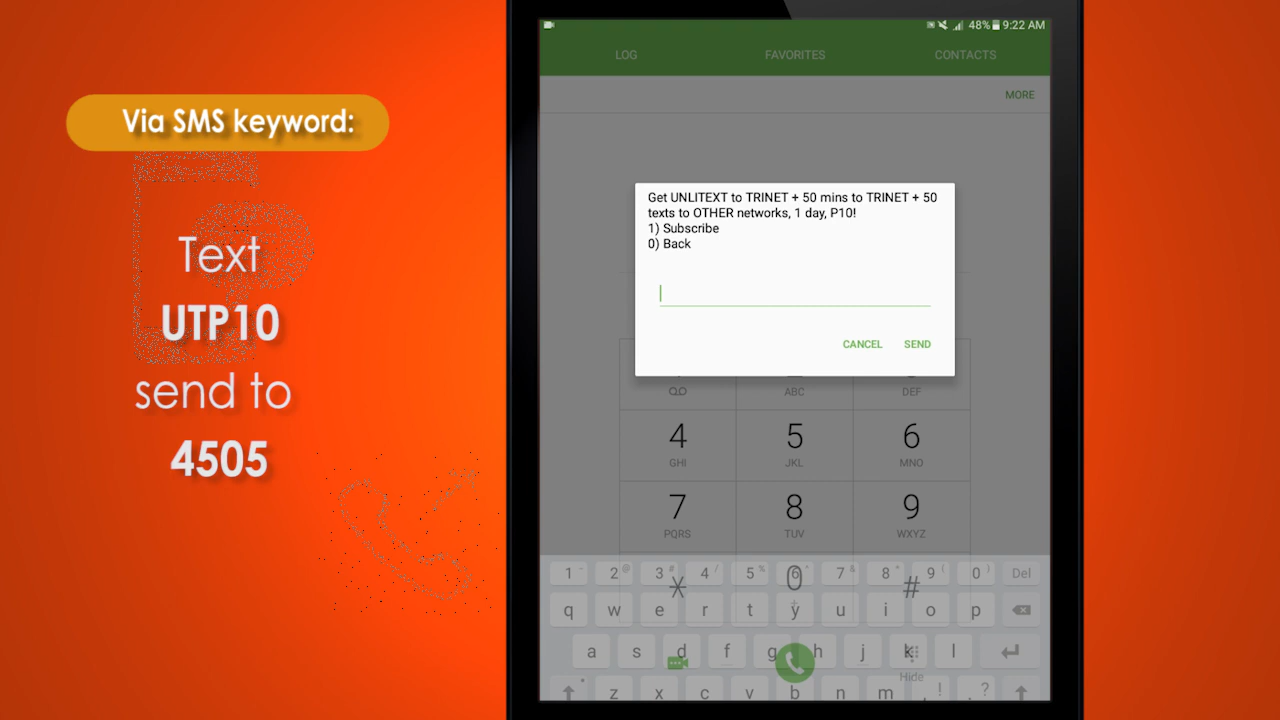 Via SMS keyword:
Text
UTP10
send to
4505
48% 9:22 AM
LOG FAVORITES CONTACTS
MORE
Get UNLITEXT to TRINET + 50 mins to TRINET + 50
texts to OTHER networks, 1 day, P10!
1) Subscribe
0) Back
CANCEL SEND
ABC DEF
4 5 6
GHI JKL MNO
7 8 9
PQRS TUV WXYZ
* 0 #
1 2 @ 3 # 4 / 5 % 6 ^ 7 & 8 * 9 ( 0 ) Del
q w e r t y u i o p
a s d f g h j k l
Hide
z x c v b n m , ! . ?